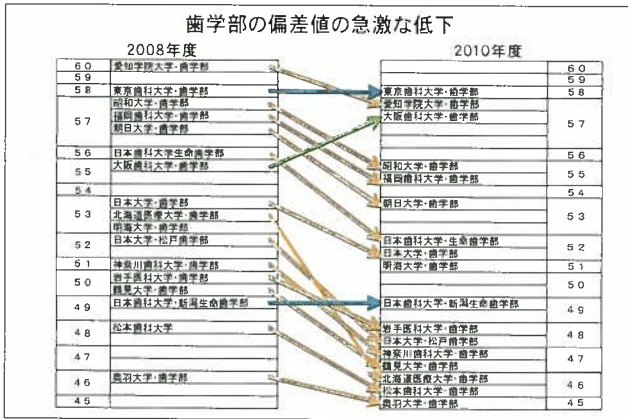 歯学部の偏差値の急激な低下
2008年度
60 愛知学院大学・歯学部
59
58 東京歯科大学・歯学部
57 昭和大学・歯学部
福岡歯科大学・歯学部
朝日大学・歯学部
56 日本歯科大学生命歯学部
55 大阪歯科大学・歯学部
54
53 日本大学・歯学部
北海道医療大学・歯学部
明海大学・歯学部
52 日本大学・松戸歯学部
51 神奈川歯科大学・歯学部
50 岩手医科大学・歯学部
鶴見大学・歯学部
49 日本歯科大学・新潟生命歯学部
48 松本歯科大学
47
46 奥羽大学・歯学部
45
2010年度
60
59
東京歯科大学・歯学部 58
愛知学院大学・歯学部 57
大阪歯科大学・歯学部
56
昭和大学・歯学部 55
福岡歯科大学・歯学部
54
朝日大学・歯学部 53
日本歯科大学・生命歯学部 52
日本大学・歯学部
明海大学・歯学部 51
50
日本歯科大学・新潟生命歯学部 49
岩手医科大学・歯学部 48
日本大学・松戸歯学部
神奈川歯科大学・歯学部 47
鶴見大学・歯学部
北海道医療大学・歯学部 46
松本歯科大学・歯学部
奥羽大学・歯学部 45